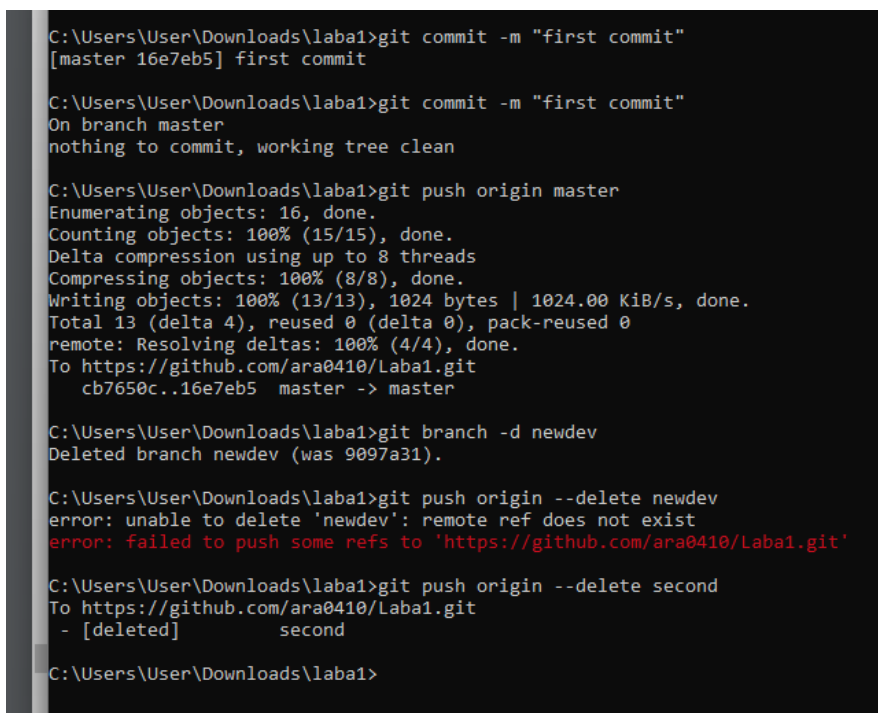 C:\Users\User\Downloads\laba1>git commit -m "first commit"
[master 16e7eb5] first commit
C:\Users\User\Downloads\laba1>git commit -m "first commit"
On branch master
nothing to commit, working tree clean
C:\Users\User\Downloads\laba1>git push origin master
Enumerating objects: 16, done.
Counting objects: 100% (15/15), done.
Delta compression using up to 8 threads
Compressing objects: 100% (8/8), done.
Writing objects: 100% (13/13), 1024 bytes | 1024.00 KiB/s, done.
Total 13 (delta 4), reused 0 (delta 0), pack-reused 0
remote: Resolving deltas: 100% (4/4), done.
To https://github.com/ara0410/Laba1.git
   cb7650c..16e7eb5  master -> master
C:\Users\User\Downloads\laba1>git branch -d newdev
Deleted branch newdev (was 9097a31).
C:\Users\User\Downloads\laba1>git push origin --delete newdev
error: unable to delete 'newdev': remote ref does not exist
error: failed to push some refs to 'https://github.com/ara0410/Laba1.git'
C:\Users\User\Downloads\laba1>git push origin --delete second
To https://github.com/ara0410/Laba1.git
 - [deleted]         second
C:\Users\User\Downloads\laba1>